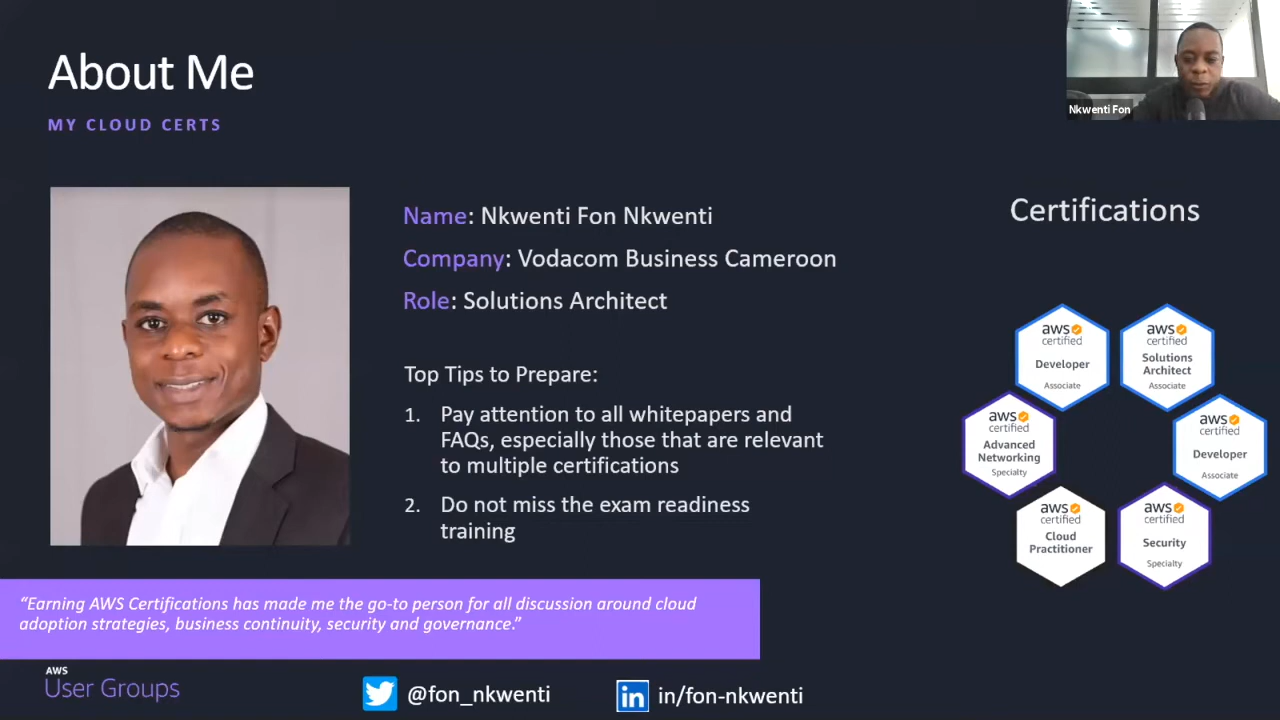 About Me
MY CLOUD CERTS
Nkwenti Fon
Name: Nkwenti Fon Nkwenti
Company: Vodacom Business Cameroon
Role: Solutions Architect
Top Tips to Prepare:
1. Pay attention to all whitepapers and
FAQs, especially those that are relevant
to multiple certifications
2. Do not miss the exam readiness
training
Certifications
aws
certified
Developer
Associate
aws
certified
Solutions
Architect
Associate
aws
certified
Advanced
Networking
Specialty
aws
certified
Developer
Associate
aws
certified
Cloud
Practitioner
aws
certified
Security
Specialty
“Earning AWS Certifications has made me the go-to person for all discussion around cloud
adoption strategies, business continuity, security and governance.”
AWS
User Groups
@fon_nkwenti
in in/fon-nkwenti